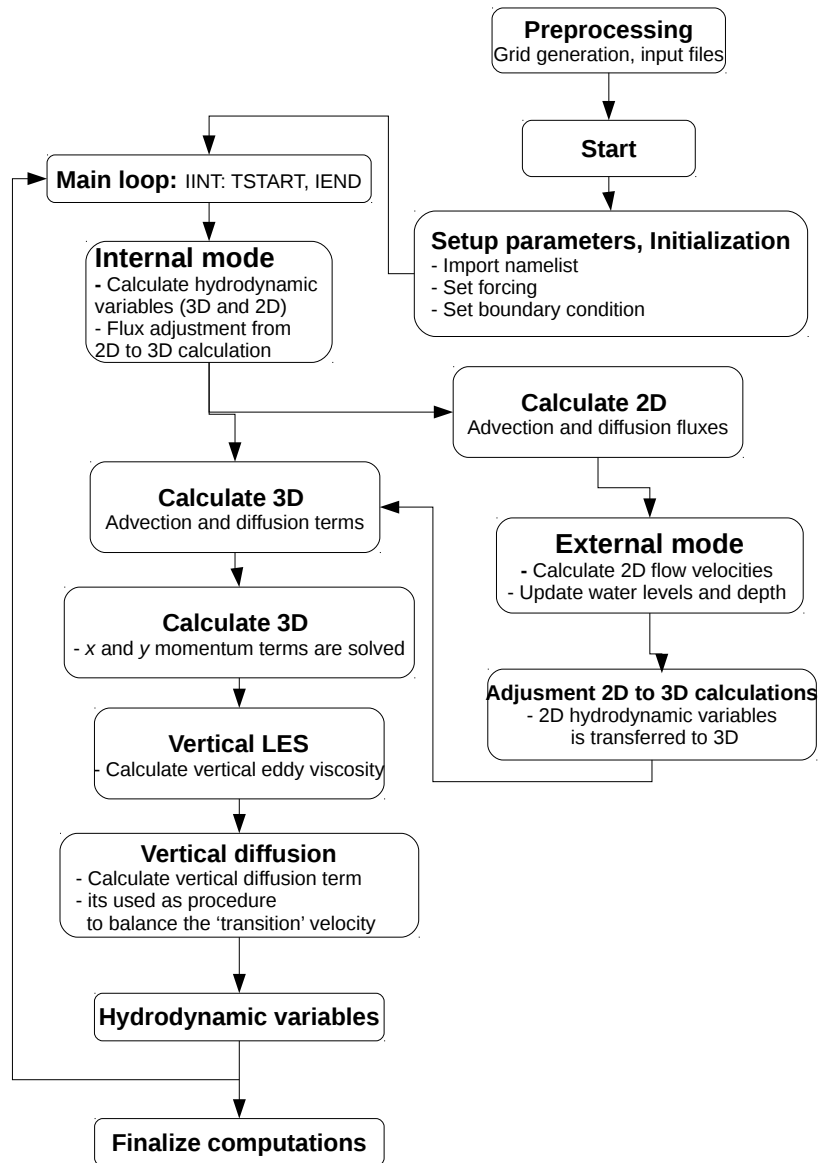 Preprocessing
Grid generation, input files
Start
Main loop: IINT: TSTART, IEND
Setup parameters, Initialization
- Import namelist
- Set forcing
- Set boundary condition
Internal mode
- Calculate hydrodynamic
variables (3D and 2D)
- Flux adjustment from
2D to 3D calculation
Calculate 2D
Advection and diffusion fluxes
Calculate 3D
Advection and diffusion terms
External mode
- Calculate 2D flow velocities
- Update water levels and depth
Calculate 3D
- x and y momentum terms are solved
Adjusment 2D to 3D calculations
- 2D hydrodynamic variables
is transferred to 3D
Vertical LES
- Calculate vertical eddy viscosity
Vertical diffusion
- Calculate vertical diffusion term
- its used as procedure
to balance the ‘transition’ velocity
Hydrodynamic variables
Finalize computations